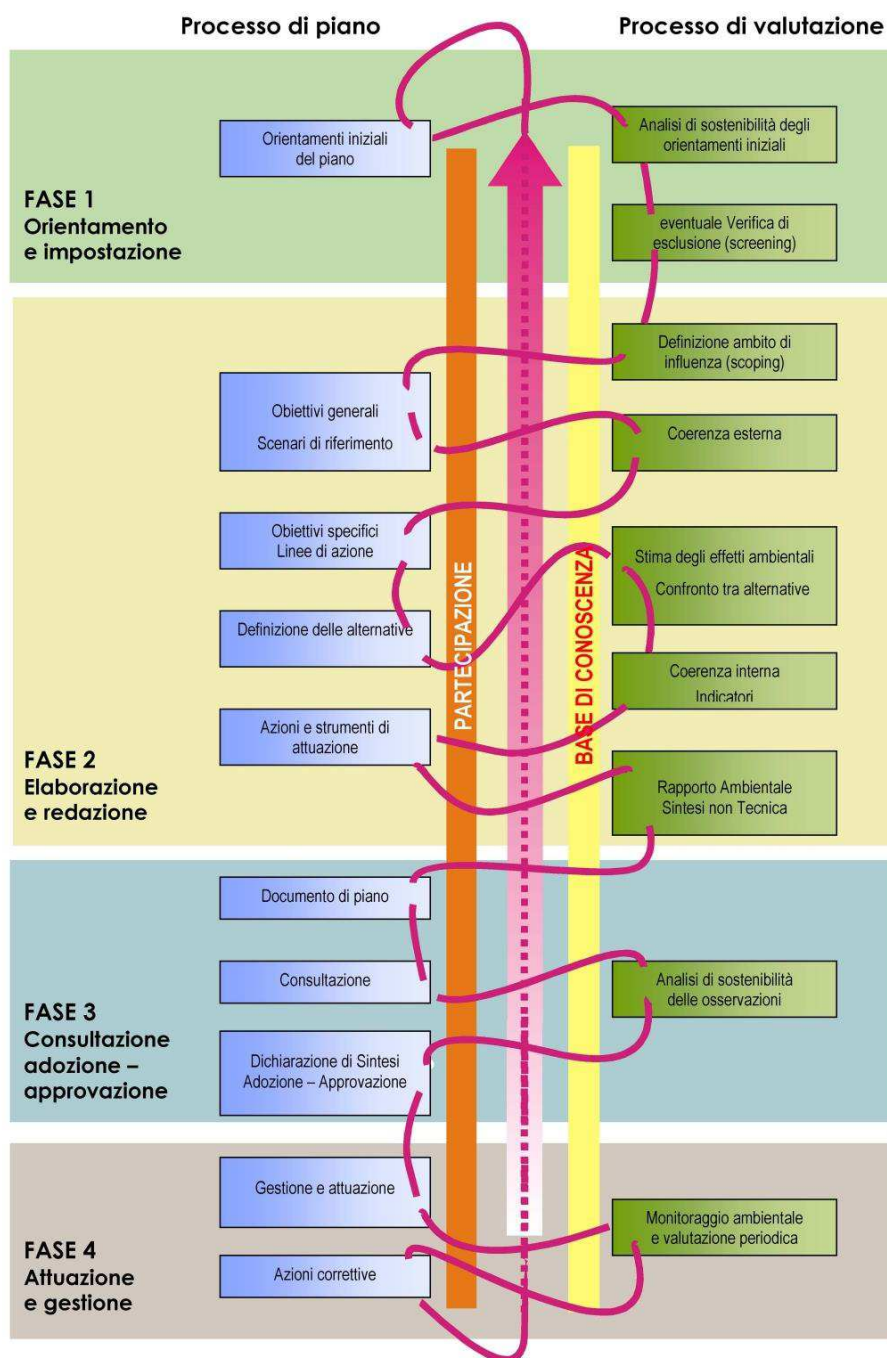 Processo di piano
Processo di valutazione
Orientamenti iniziali
del piano
Analisi di sostenibilità degli
orientamenti iniziali
FASE 1
Orientamento
e impostazione
eventuale Verifica di
esclusione (screening)
Definizione ambito di
influenza (scoping)
Obiettivi generali
Scenari di riferimento
Coerenza esterna
Obiettivi specifici
Linee di azione
Stima degli effetti ambientali
Confronto tra alternative
Definizione delle alternative
PARTECIPAZIONE
BASE DI CONOSCENZA
Coerenza interna
Indicatori
Azioni e strumenti di
attuazione
FASE 2
Elaborazione
e redazione
Rapporto Ambientale
Sintesi non Tecnica
Documento di piano
Consultazione
Analisi di sostenibilità
delle osservazioni
FASE 3
Consultazione
adozione –
approvazione
Dichiarazione di Sintesi
Adozione – Approvazione
Gestione e attuazione
Monitoraggio ambientale
e valutazione periodica
FASE 4
Attuazione
e gestione
Azioni correttive